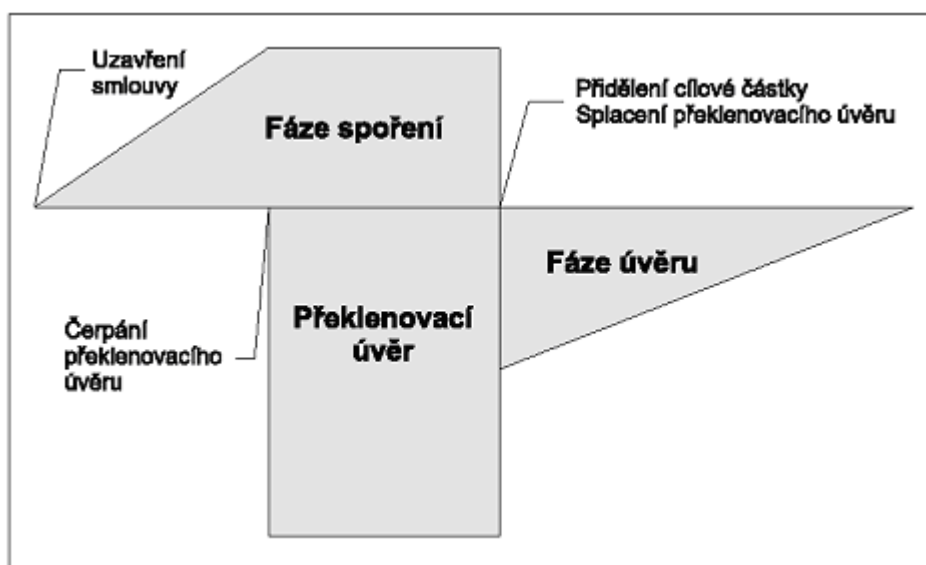 Uzavření
smlouvy
Fáze spoření
Přidělení cílové částky
Splacení překlenovacího úvěru
Fáze úvěru
Překlenovací
úvěr
Čerpání
překlenovacího
úvěru